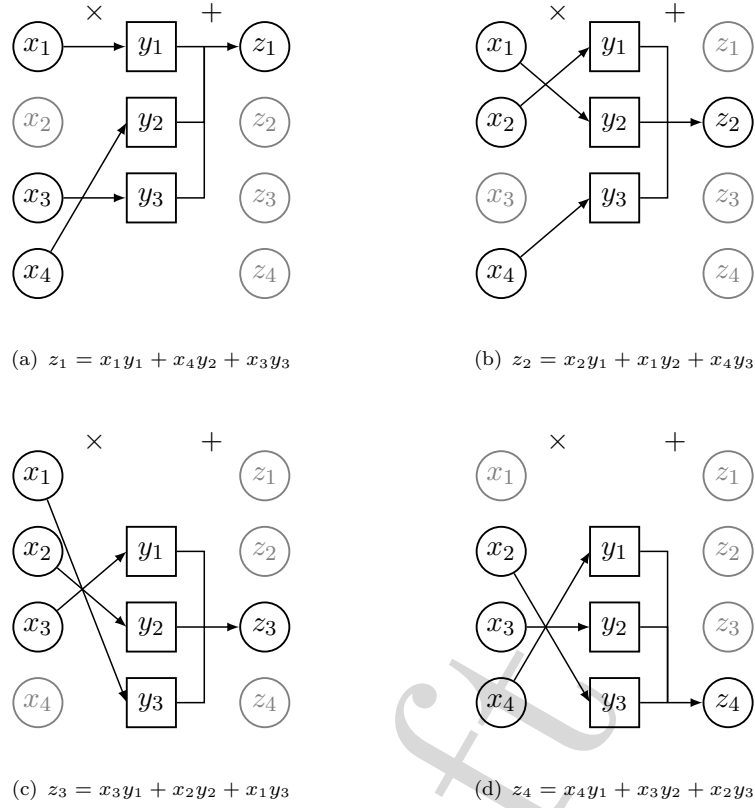 × + × +
x₁ y₁ z₁ x₁ y₁ z₁
x₂ y₂ z₂ x₂ y₂ z₂
x₃ y₃ z₃ x₃ y₃ z₃
x₄ z₄ x₄ z₄
(a) z₁ = x₁y₁ + x₄y₂ + x₃y₃
(b) z₂ = x₂y₁ + x₁y₂ + x₄y₃
× + × +
x₁ z₁ x₁ z₁
x₂ y₁ z₂ x₂ y₁ z₂
x₃ y₂ z₃ x₃ y₂ z₃
x₄ y₃ z₄ x₄ y₃ z₄
(c) z₃ = x₃y₁ + x₂y₂ + x₁y₃
(d) z₄ = x₄y₁ + x₃y₂ + x₂y₃
ft